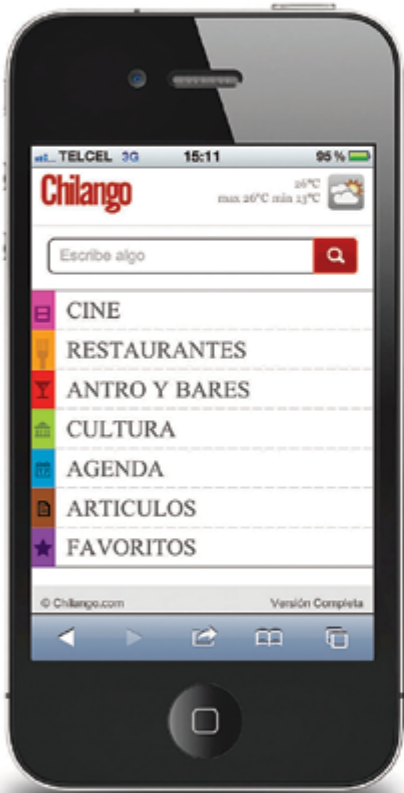 TELCEL 3G 15:11 95 %
Chilango
26°C
max 26°C min 13°C
Escribe algo
CINE
RESTAURANTES
ANTRO Y BARES
CULTURA
AGENDA
ARTICULOS
FAVORITOS
© Chilango.com Versión Completa